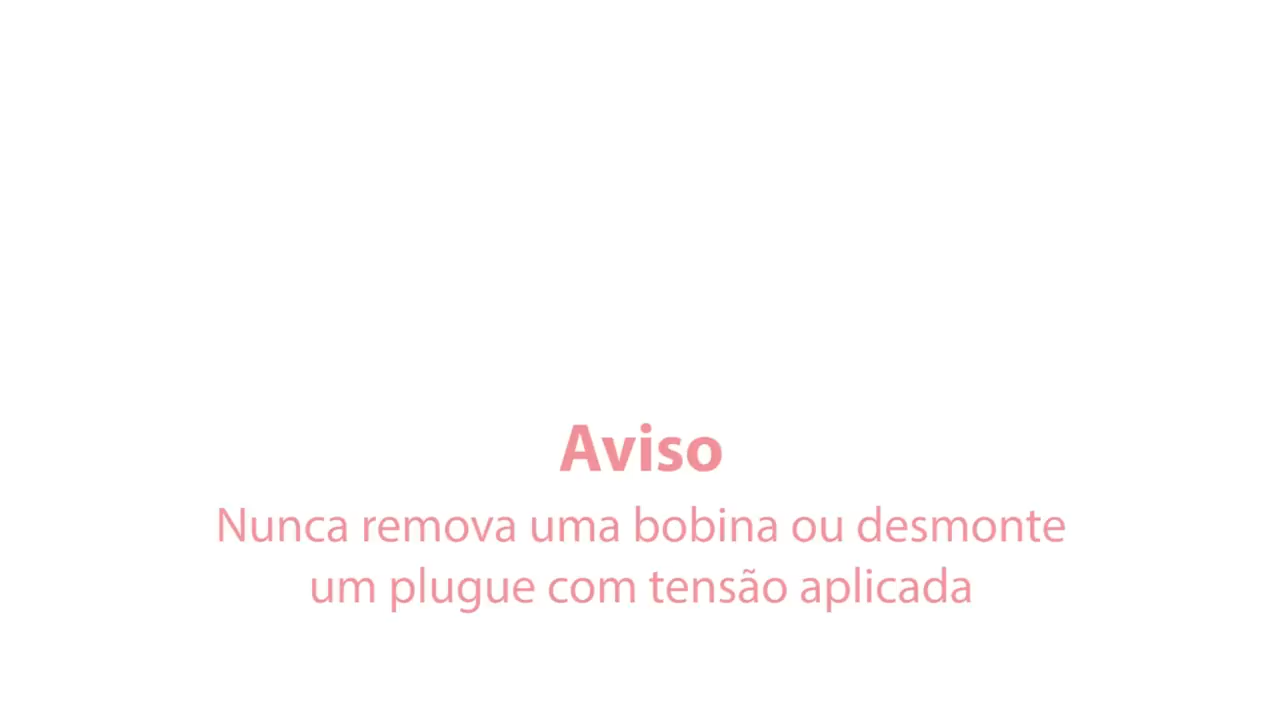 Aviso
Nunca remova uma bobina ou desmonte
um plugue com tensão aplicada